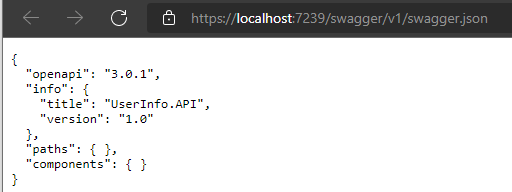 https://localhost:7239/swagger/v1/swagger.json
{
  "openapi": "3.0.1",
  "info": {
    "title": "UserInfo.API",
    "version": "1.0"
  },
  "paths": { },
  "components": { }
}